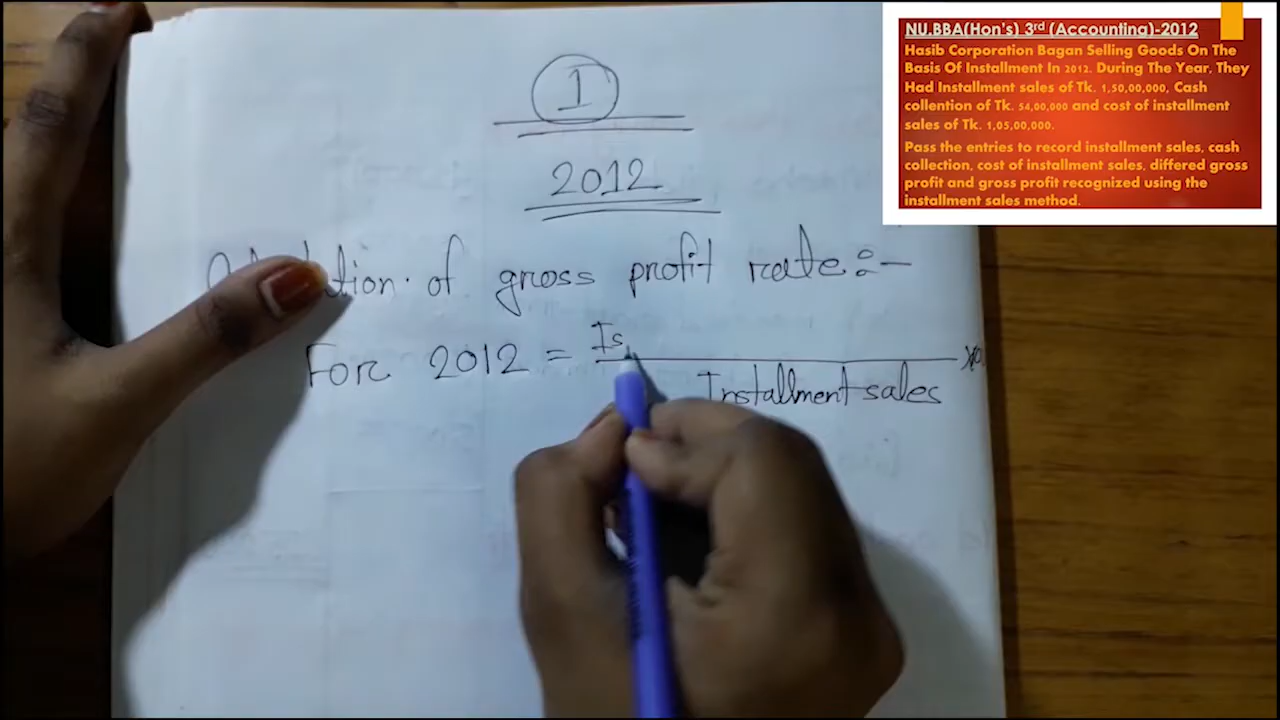 NU.BBA(Hon's) 3rd (Accounting)-2012
Hasib Corporation Bagan Selling Goods On The
Basis Of Installment In 2012. During The Year, They
Had Installment sales of Tk. 1,50,00,000, Cash
collention of Tk. 54,00,000 and cost of installment
sales of Tk. 1,05,00,000.
Pass the entries to record installment sales, cash
collection, cost of installment sales, differed gross
profit and gross profit recognized using the
installment sales method.
I
2012
of gross profit rate:-
For 2012 = Is
Installment sales